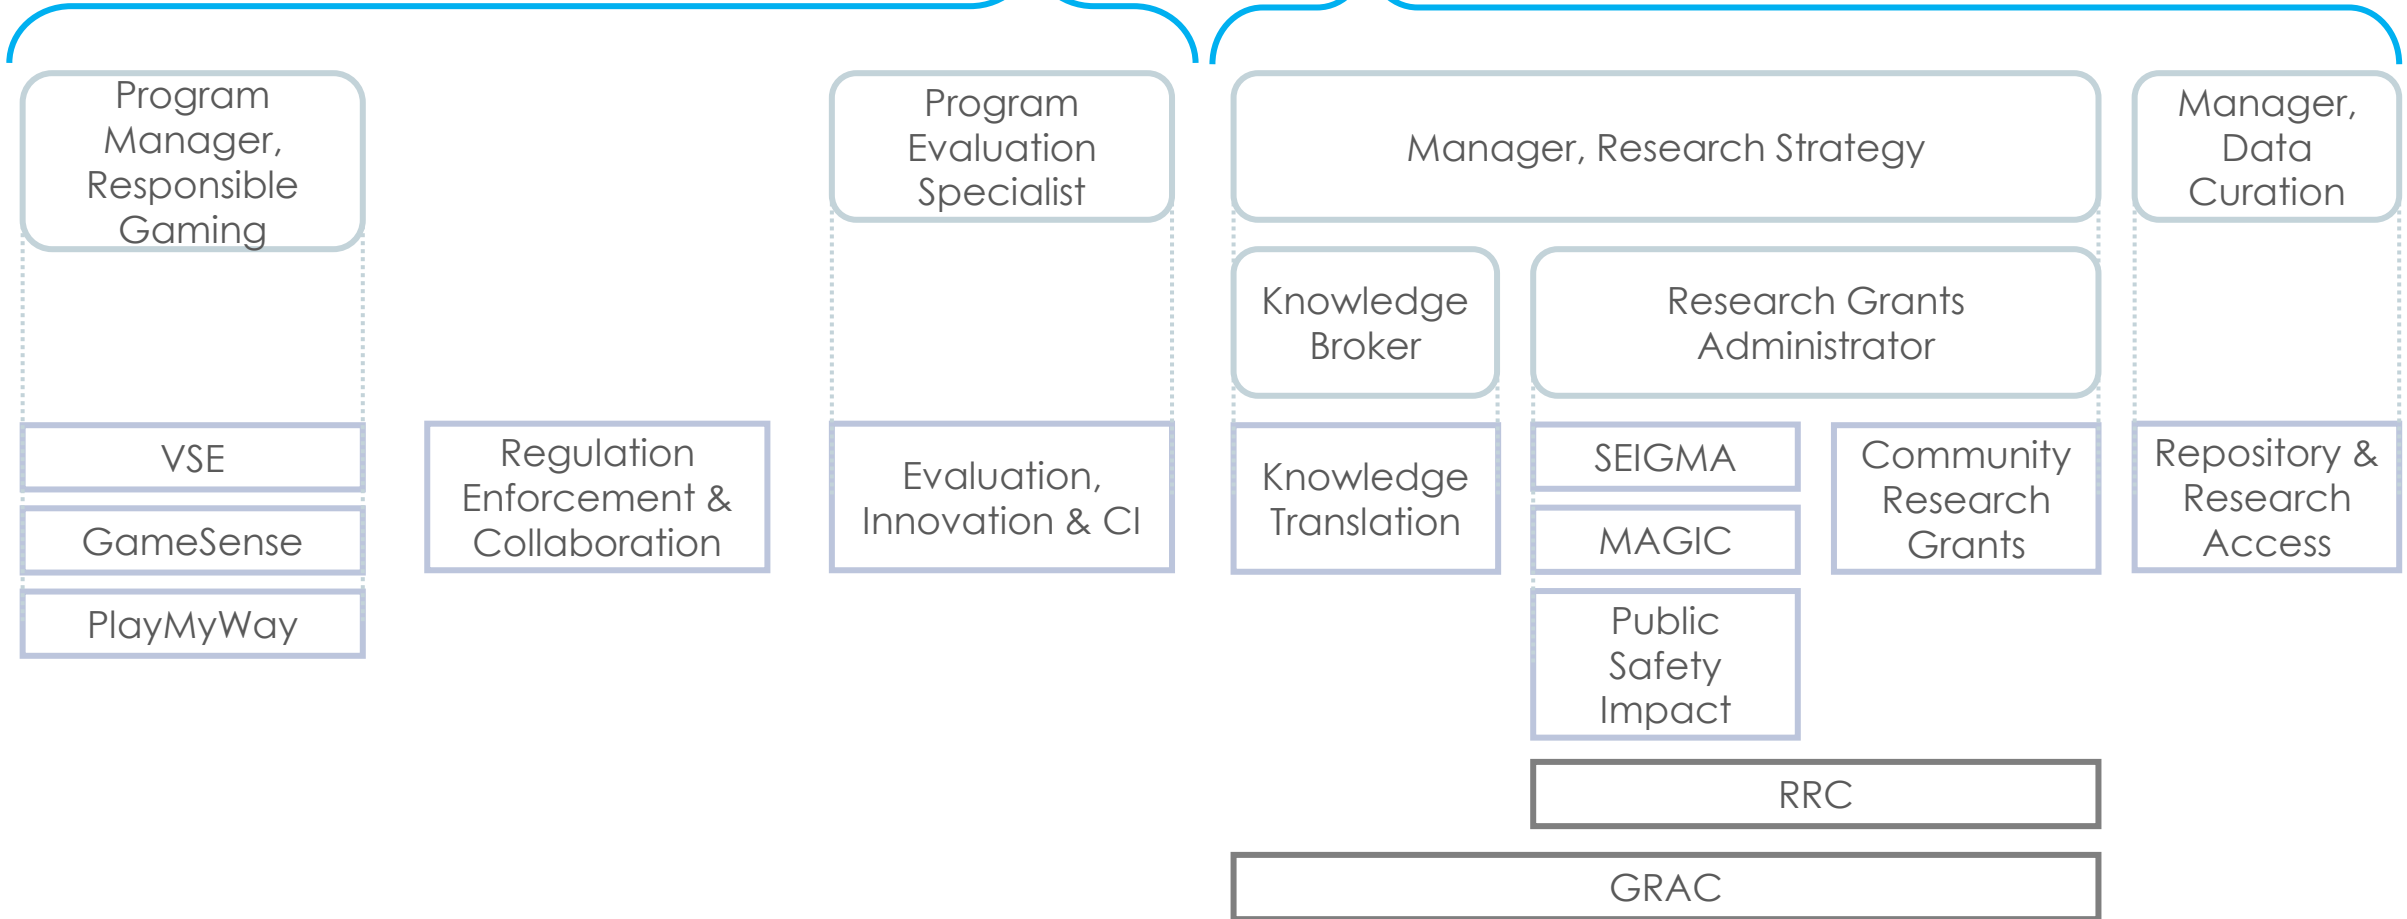 Program
Manager,
Responsible
Gaming
Program
Evaluation
Specialist
Manager, Research Strategy
Manager,
Data
Curation
Knowledge
Broker
Research Grants
Administrator
VSE
GameSense
PlayMyWay
Regulation
Enforcement &
Collaboration
Evaluation,
Innovation & CI
Knowledge
Translation
SEIGMA
MAGIC
Public
Safety
Impact
Community
Research
Grants
Repository &
Research
Access
RRC
GRAC